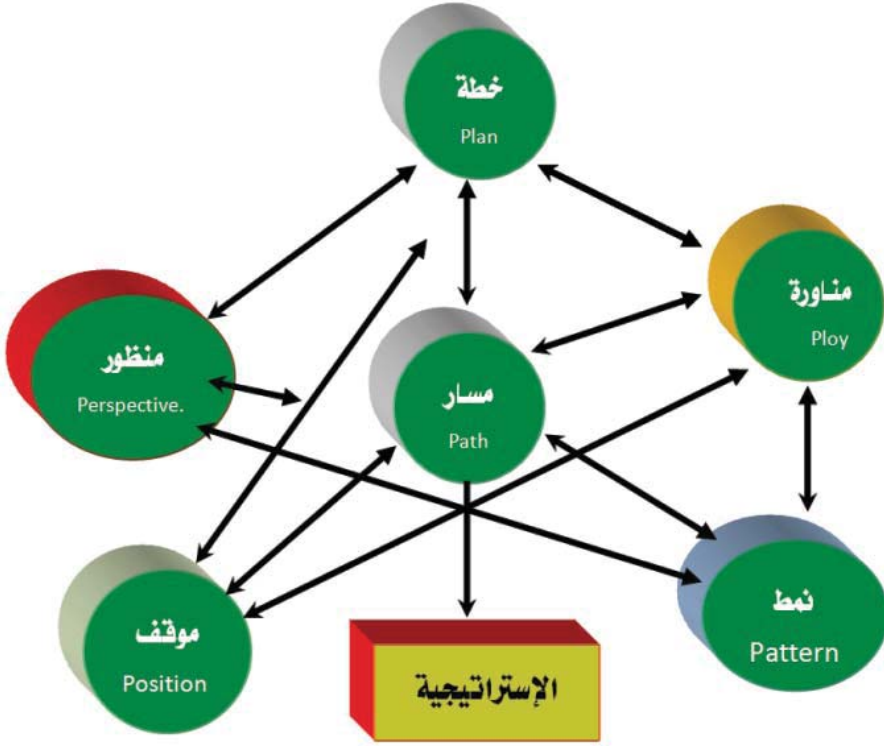 خطة
Plan
مناورة
Ploy
منظور
Perspective.
مسار
Path
موقف
Position
نمط
Pattern
الإستراتيجية